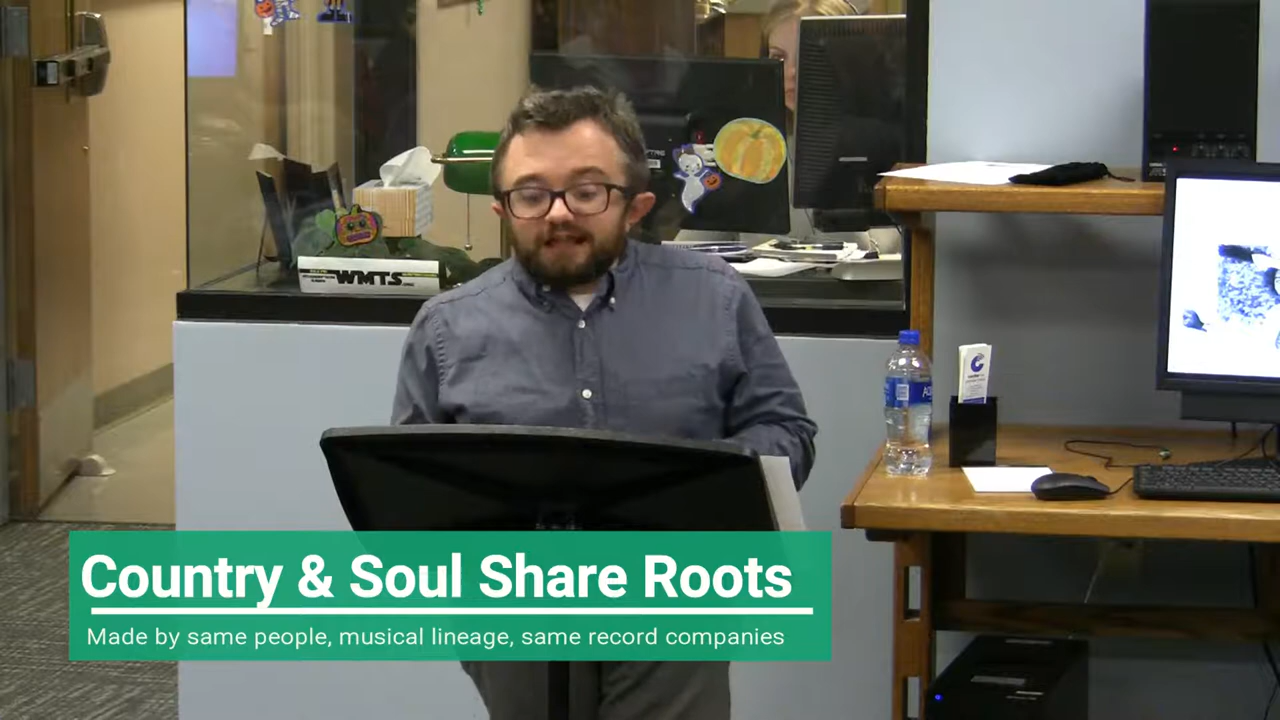 WMTS
Country & Soul Share Roots
Made by same people, musical lineage, same record companies